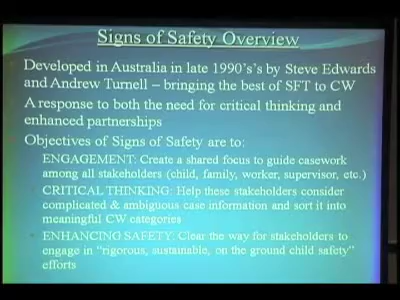 Signs of Safety Overview
Developed in Australia in late 1990's's by Steve Edwards
and Andrew Turnell – bringing the best of SFT to CW
A response to both the need for critical thinking and
enhanced partnerships
Objectives of Signs of Safety are to:
ENGAGEMENT: Create a shared focus to guide casework
among all stakeholders (child, family, worker, supervisor, etc.)
CRITICAL THINKING: Help these stakeholders consider
complicated & ambiguous case information and sort it into
meaningful CW categories
ENHANCING SAFETY: Clear the way for stakeholders to
engage in "rigorous, sustainable, on the ground child safety"
efforts